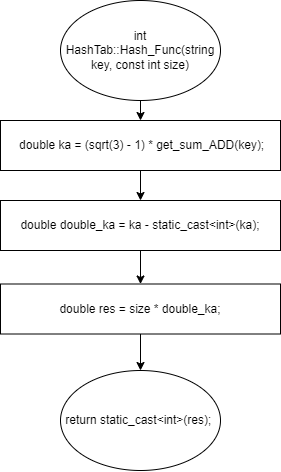 int
HashTab::Hash_Func(string
key, const int size)
double ka = (sqrt(3) - 1) * get_sum_ADD(key);
double double_ka = ka - static_cast<int>(ka);
double res = size * double_ka;
return static_cast<int>(res);